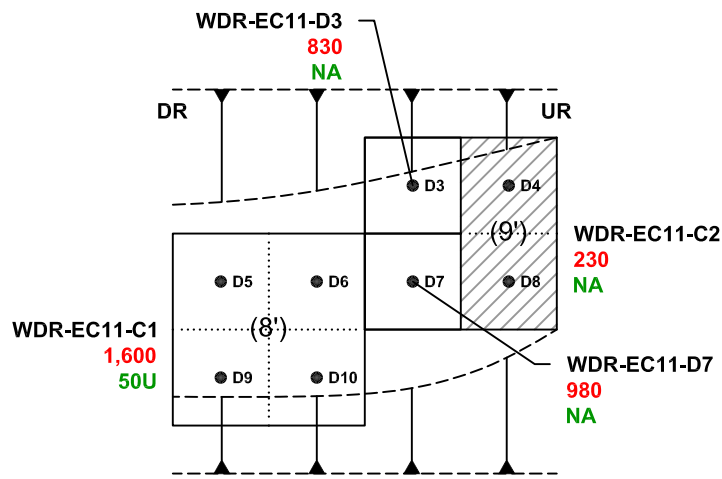 WDR-EC11-D3
830
NA
DR
UR
D3
D4
(9')
WDR-EC11-C2
230
NA
D5
D6
D7
D8
WDR-EC11-C1
1,600
50U
(8')
D9
D10
WDR-EC11-D7
980
NA